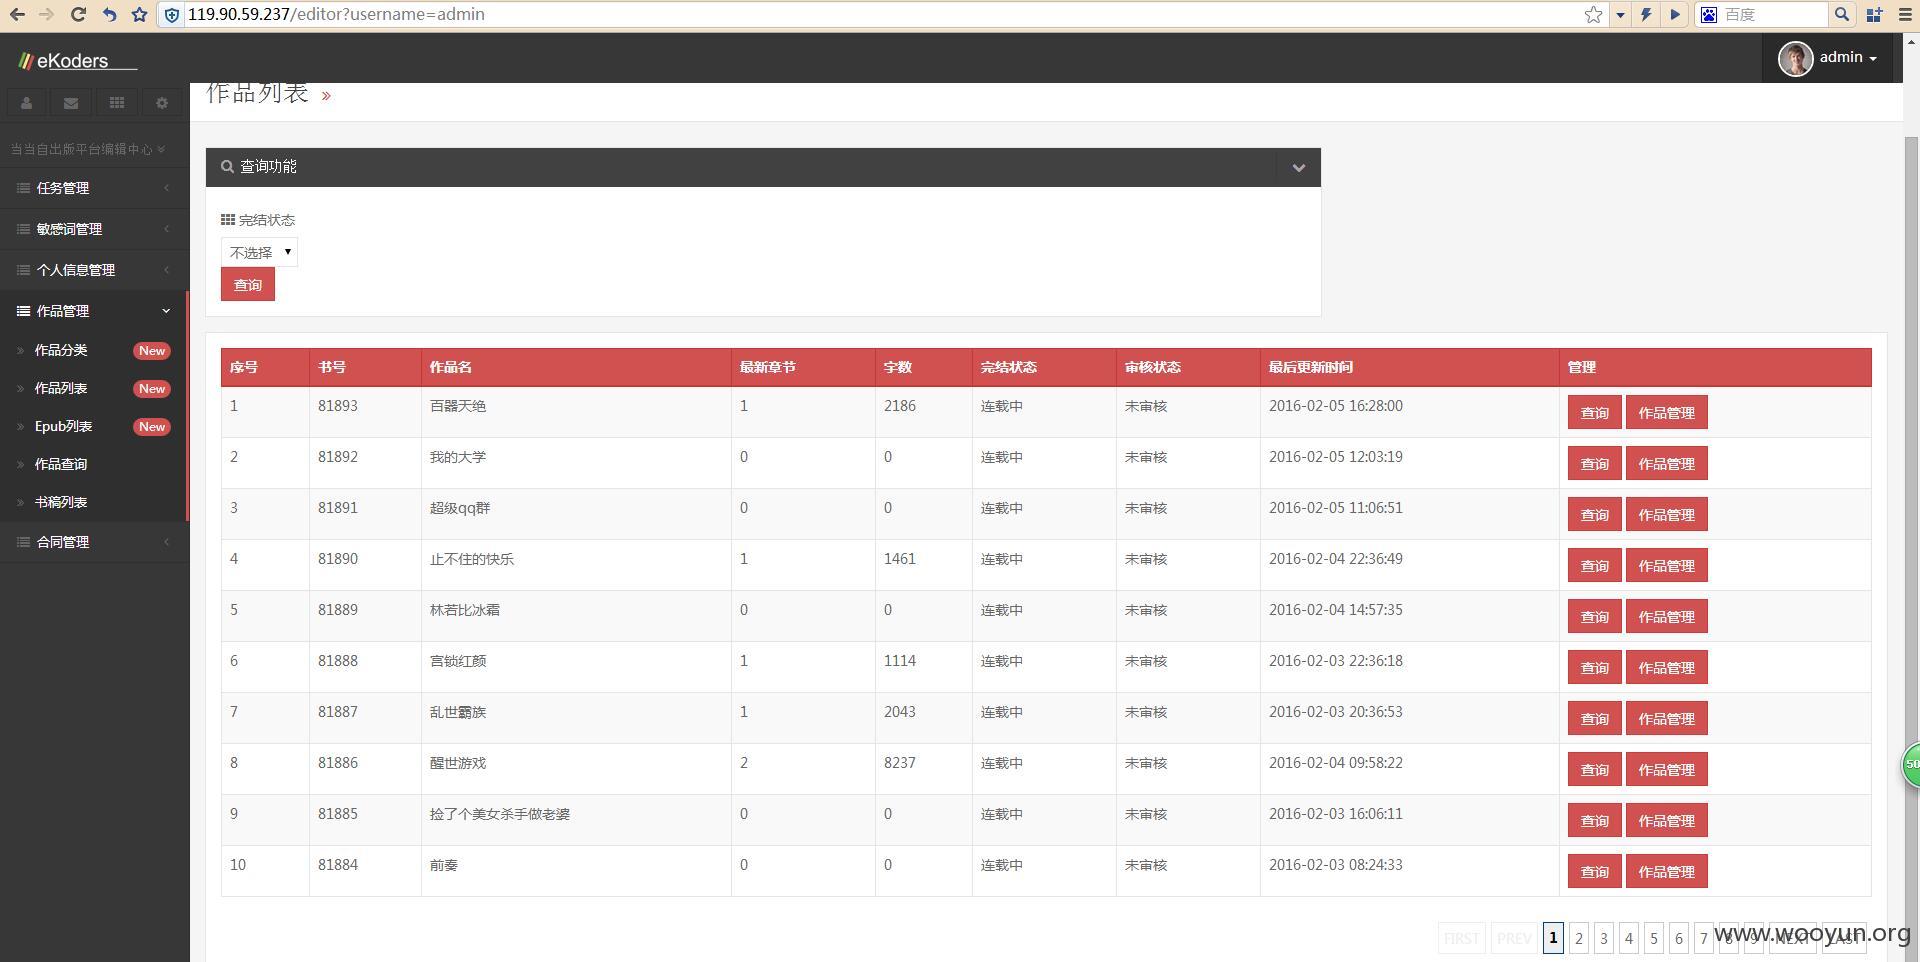 119.90.59.237/editor?username=admin
百度
eKoders
admin
作品列表 »
当当自出版平台编辑中心
任务管理
敏感词管理
个人信息管理
作品管理
作品分类 New
作品列表 New
Epub列表 New
作品查询
书稿列表
合同管理
查询功能
完结状态
不选择
查询
序号 书号 作品名 最新章节 字数 完结状态 审核状态 最后更新时间 管理
1 81893 百器天绝 1 2186 连载中 未审核 2016-02-05 16:28:00 查询 作品管理
2 81892 我的大学 0 0 连载中 未审核 2016-02-05 12:03:19 查询 作品管理
3 81891 超级qq群 0 0 连载中 未审核 2016-02-05 11:06:51 查询 作品管理
4 81890 止不住的快乐 1 1461 连载中 未审核 2016-02-04 22:36:49 查询 作品管理
5 81889 林若比冰霜 0 0 连载中 未审核 2016-02-04 14:57:35 查询 作品管理
6 81888 宫锁红颜 1 1114 连载中 未审核 2016-02-03 22:36:18 查询 作品管理
7 81887 乱世霸族 1 2043 连载中 未审核 2016-02-03 20:36:53 查询 作品管理
8 81886 醒世游戏 2 8237 连载中 未审核 2016-02-04 09:58:22 查询 作品管理
9 81885 捡了个美女杀手做老婆 0 0 连载中 未审核 2016-02-03 16:06:11 查询 作品管理
10 81884 前奏 0 0 连载中 未审核 2016-02-03 08:24:33 查询 作品管理
50
FIRST PREV 1 2 3 4 5 6 7 8 9 NEXT LAST
www.wooyun.org